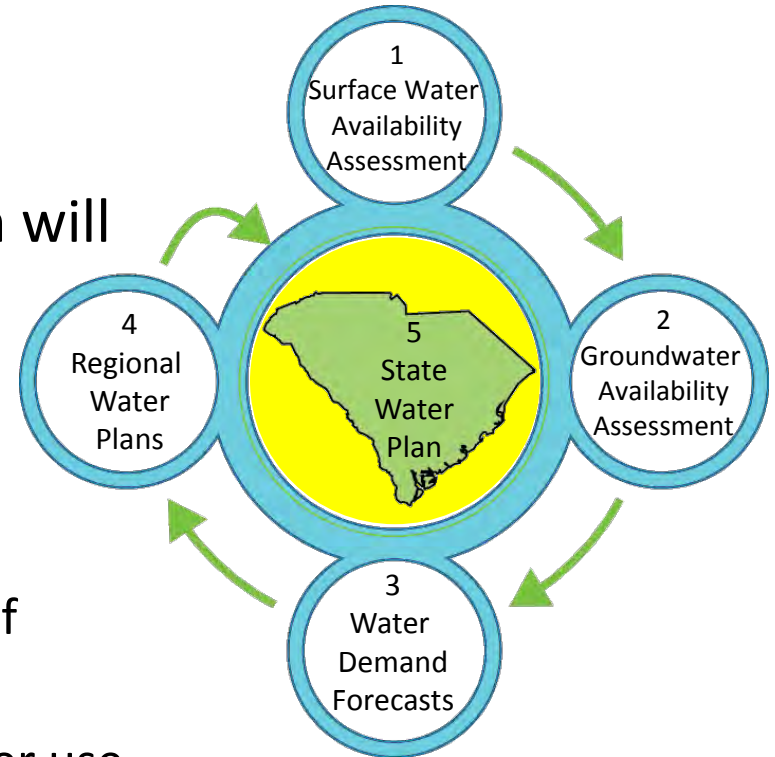 1
Surface Water
Availability
Assessment
will
4
Regional
Water
Plans
5
State
Water
Plan
2
Groundwater
Availability
Assessment
3
Water
Demand
Forecasts
use